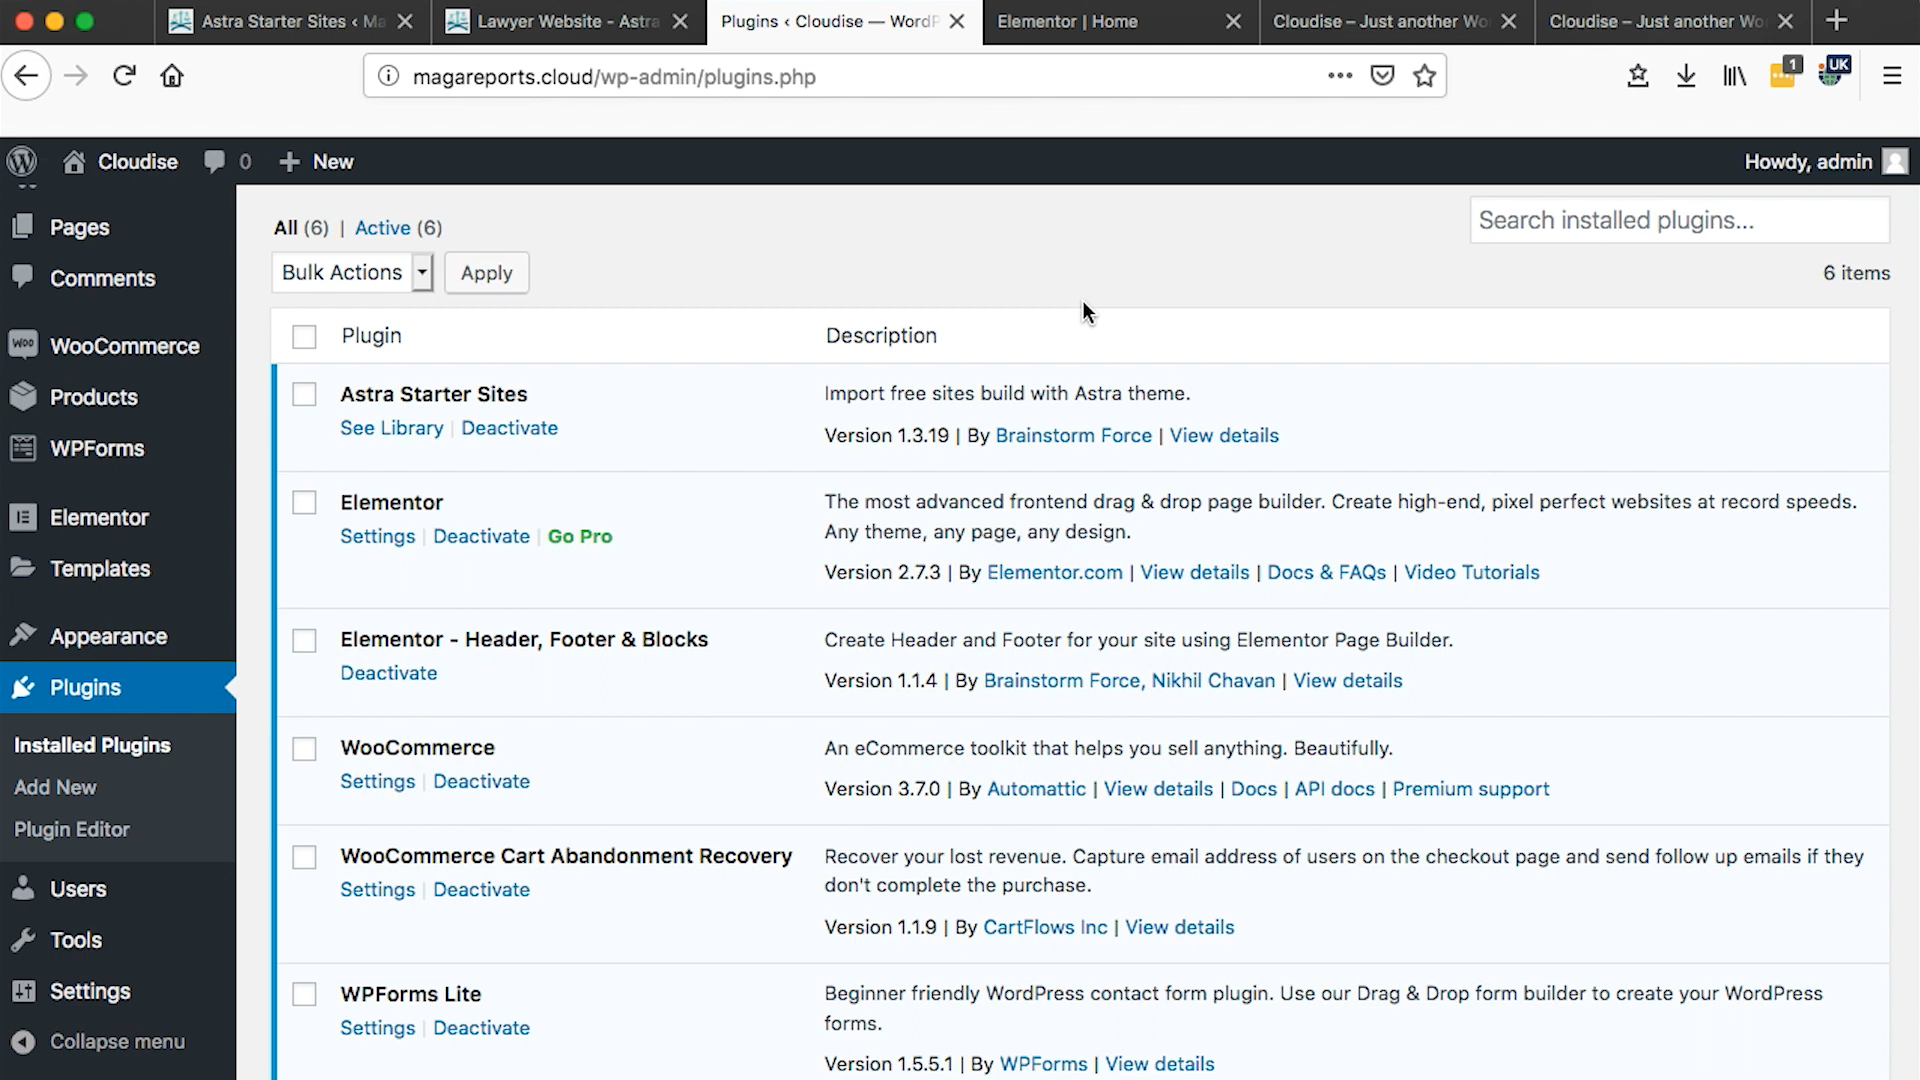 Astra Starter Sites ‹ Ma
Lawyer Website - Astra
Plugins ‹ Cloudise — WordP
Elementor | Home
Cloudise – Just another Wo
Cloudise – Just another Wo
magareports.cloud/wp-admin/plugins.php
1
UK
Cloudise
0
New
Howdy, admin
Pages
Comments
WooCommerce
Products
WPForms
Elementor
Templates
Appearance
Plugins
Installed Plugins
Add New
Plugin Editor
Users
Tools
Settings
Collapse menu
All (6) | Active (6)
Search installed plugins...
Bulk Actions
Apply
6 items
Plugin
Description
Astra Starter Sites
See Library | Deactivate
Import free sites build with Astra theme.
Version 1.3.19 | By Brainstorm Force | View details
Elementor
Settings | Deactivate | Go Pro
The most advanced frontend drag & drop page builder. Create high-end, pixel perfect websites at record speeds.
Any theme, any page, any design.
Version 2.7.3 | By Elementor.com | View details | Docs & FAQs | Video Tutorials
Elementor - Header, Footer & Blocks
Deactivate
Create Header and Footer for your site using Elementor Page Builder.
Version 1.1.4 | By Brainstorm Force, Nikhil Chavan | View details
WooCommerce
Settings | Deactivate
An eCommerce toolkit that helps you sell anything. Beautifully.
Version 3.7.0 | By Automattic | View details | Docs | API docs | Premium support
WooCommerce Cart Abandonment Recovery
Settings | Deactivate
Recover your lost revenue. Capture email address of users on the checkout page and send follow up emails if they
don't complete the purchase.
Version 1.1.9 | By CartFlows Inc | View details
WPForms Lite
Settings | Deactivate
Beginner friendly WordPress contact form plugin. Use our Drag & Drop form builder to create your WordPress
forms.
Version 1.5.5.1 | By WPForms | View details